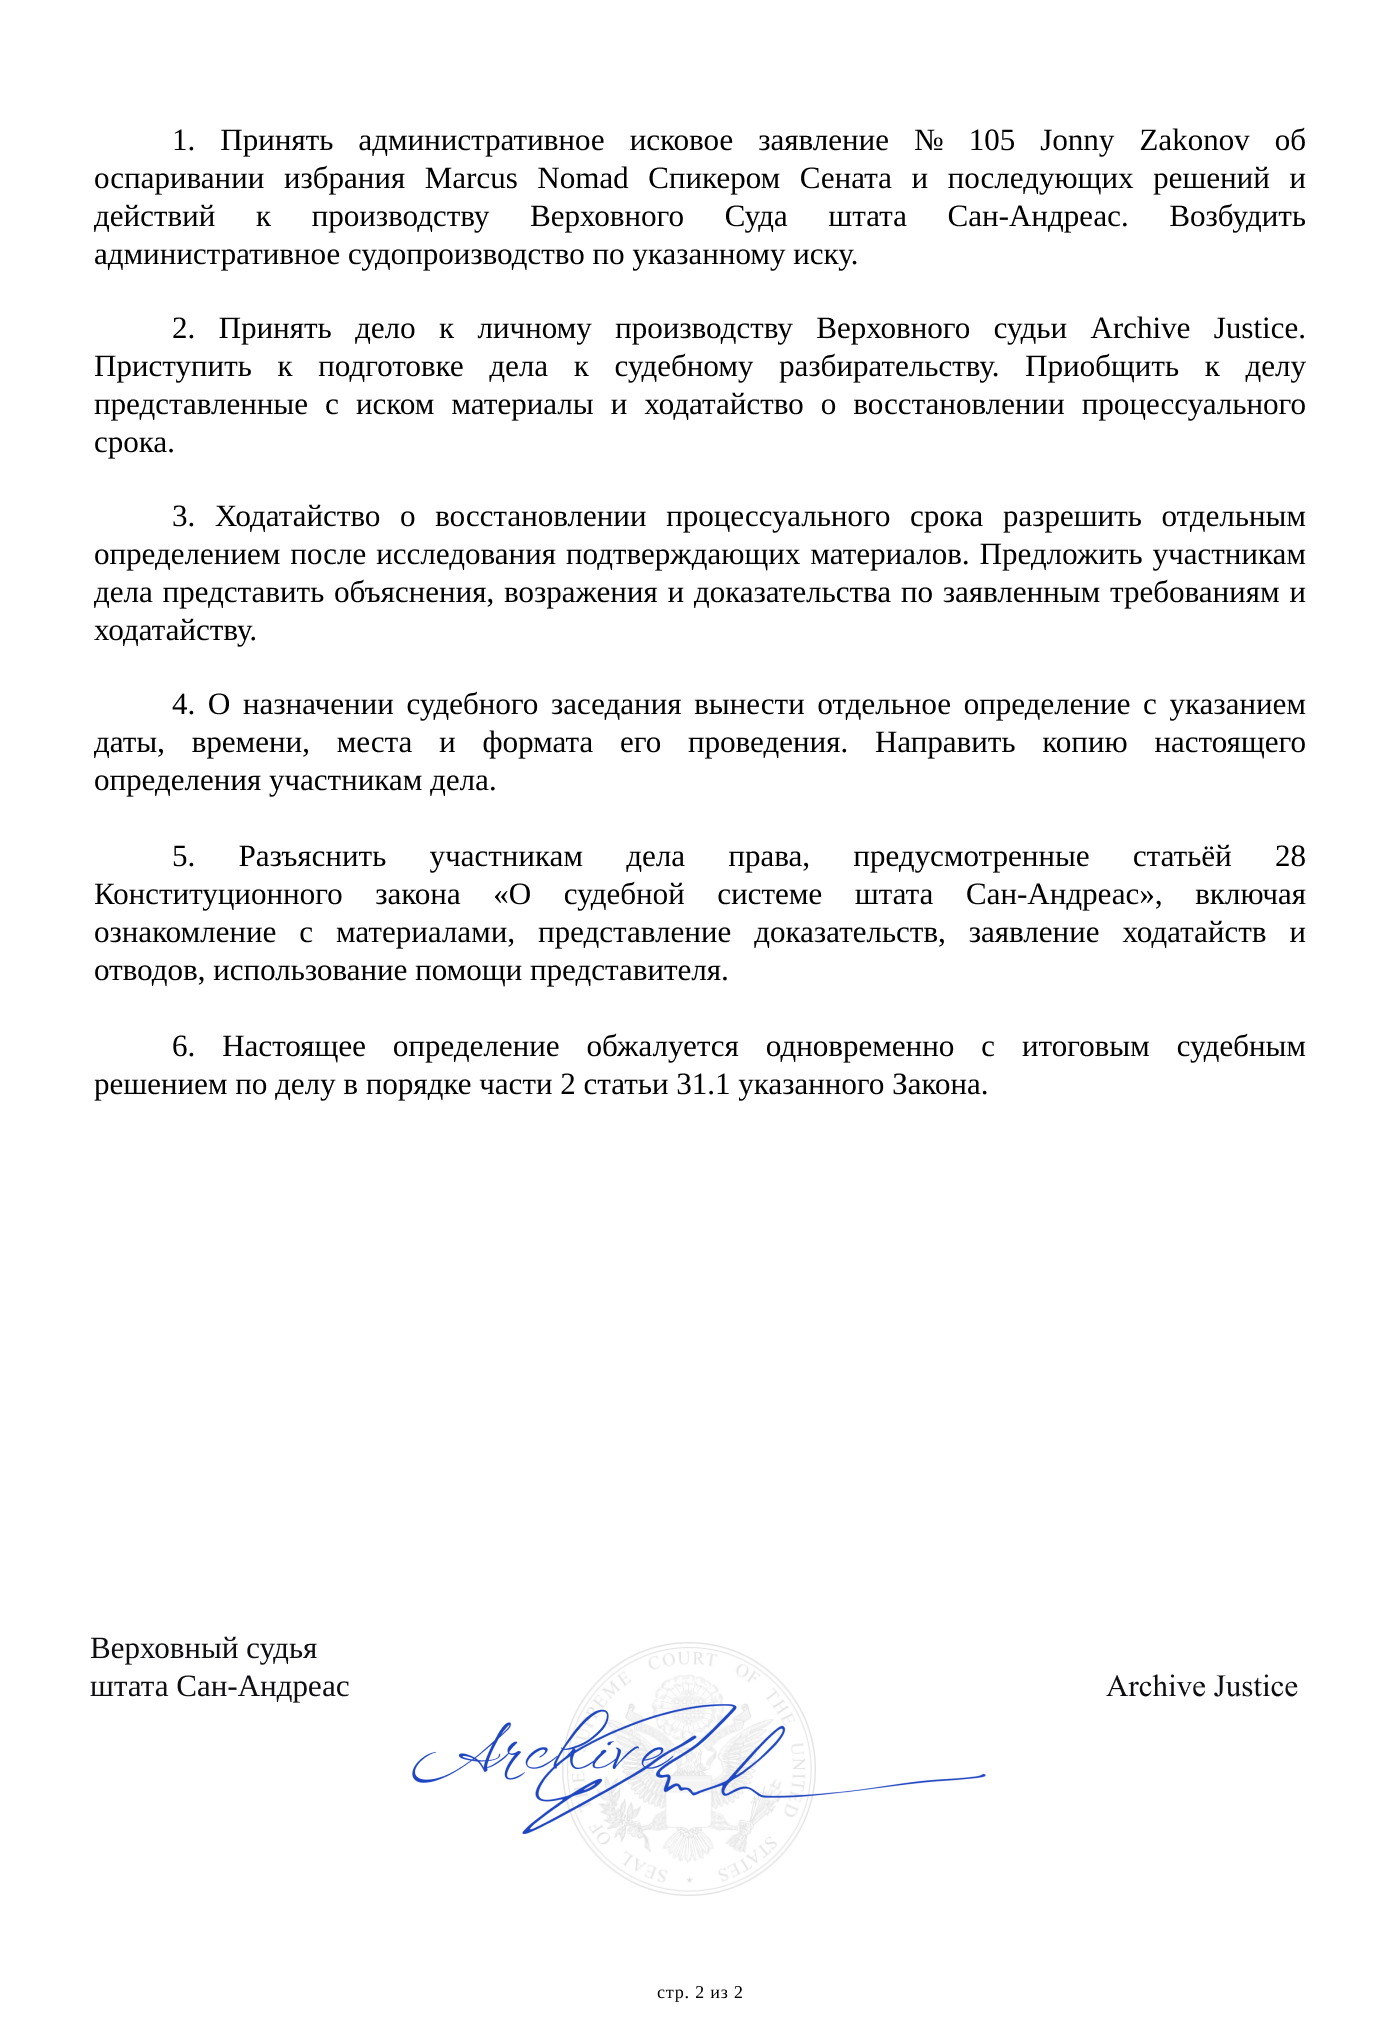 1. Принять административное исковое заявление № 105 Jonny Zakonov об
оспаривании избрания Marcus Nomad Спикером Сената и последующих решений и
действий к производству Верховного Суда штата Сан-Андреас. Возбудить
административное судопроизводство по указанному иску.
2. Принять дело к личному производству Верховного судьи Archive Justice.
Приступить к подготовке дела к судебному разбирательству. Приобщить к делу
представленные с иском материалы и ходатайство о восстановлении процессуального
срока.
3. Ходатайство о восстановлении процессуального срока разрешить отдельным
определением после исследования подтверждающих материалов. Предложить участникам
дела представить объяснения, возражения и доказательства по заявленным требованиям и
ходатайству.
4. О назначении судебного заседания вынести отдельное определение с указанием
даты, времени, места и формата его проведения. Направить копию настоящего
определения участникам дела.
5. Разъяснить участникам дела права, предусмотренные статьёй 28
Конституционного закона «О судебной системе штата Сан-Андреас», включая
ознакомление с материалами, представление доказательств, заявление ходатайств и
отводов, использование помощи представителя.
6. Настоящее определение обжалуется одновременно с итоговым судебным
решением по делу в порядке части 2 статьи 31.1 указанного Закона.
Верховный судья
штата Сан-Андреас
Archive Justice
SEAL OF COURT OF THE UNITED STATES
Archive
стр. 2 из 2